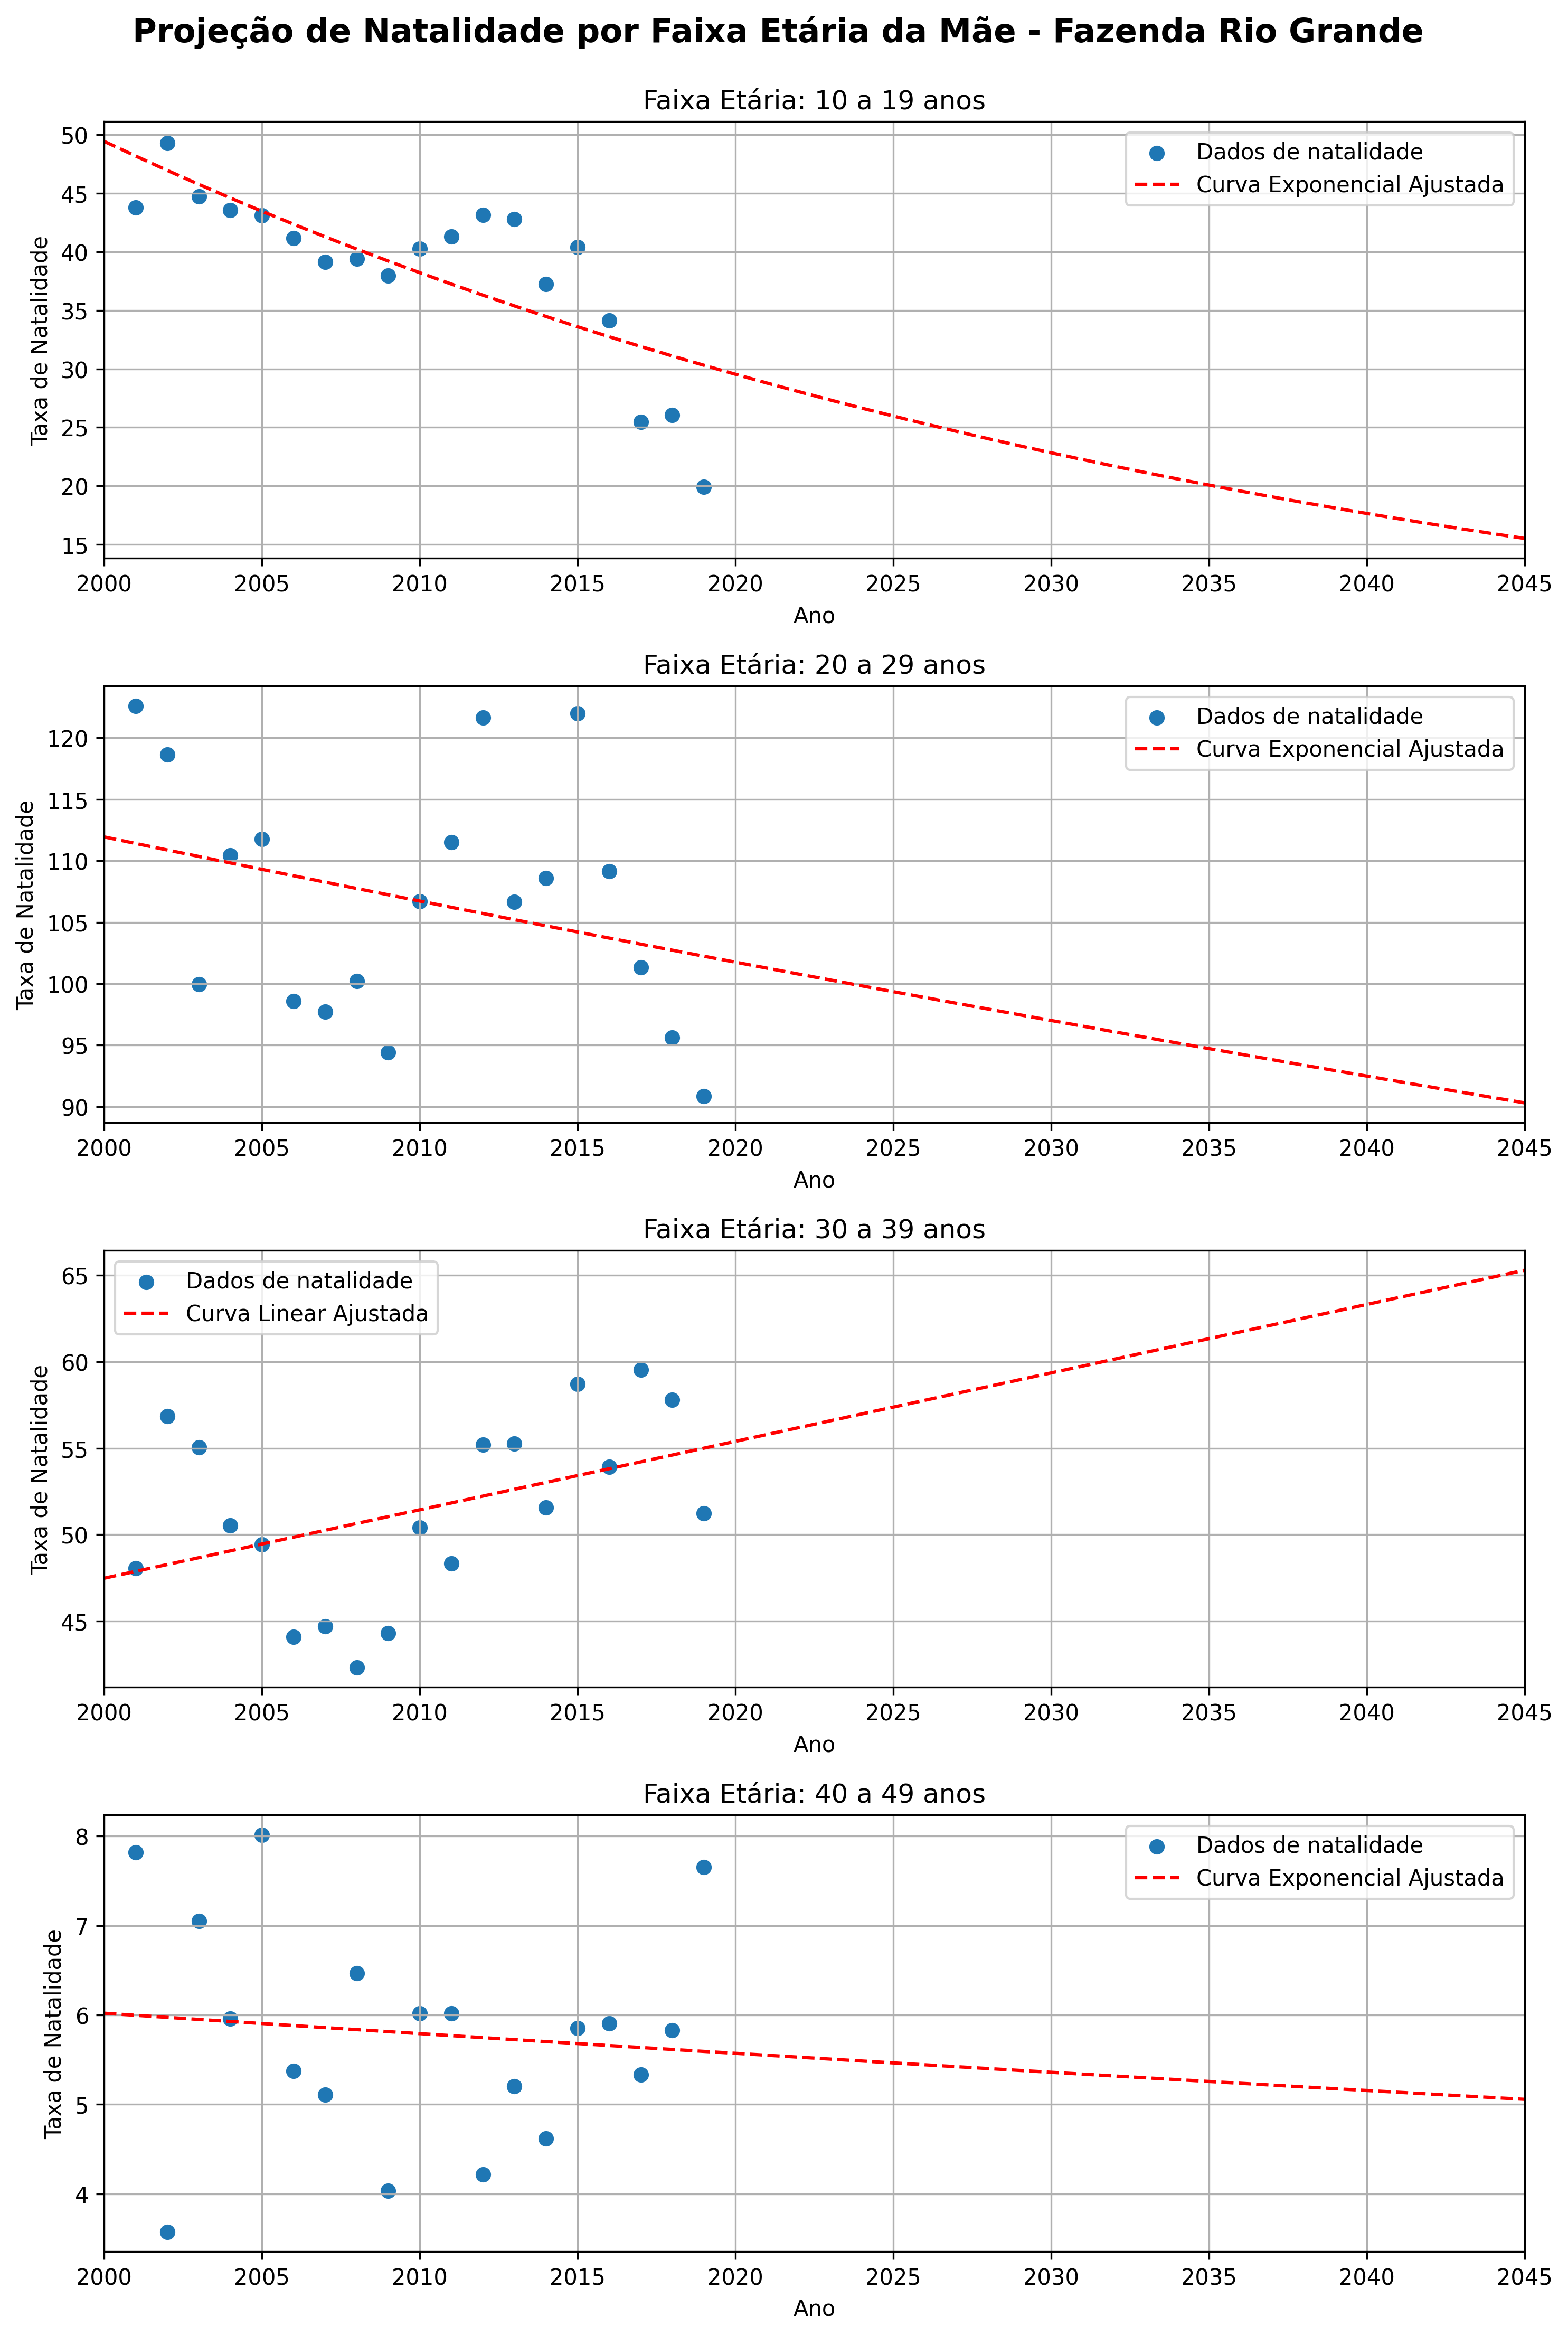 Projeção de Natalidade por Faixa Etária da Mãe - Fazenda Rio Grande
Faixa Etária: 10 a 19 anos
Dados de natalidade
Curva Exponencial Ajustada
Taxa de Natalidade
50
45
40
35
30
25
20
15
2000 2005 2010 2015 2020 2025 2030 2035 2040 2045
Ano
Faixa Etária: 20 a 29 anos
Dados de natalidade
Curva Exponencial Ajustada
Taxa de Natalidade
120
115
110
105
100
95
90
2000 2005 2010 2015 2020 2025 2030 2035 2040 2045
Ano
Faixa Etária: 30 a 39 anos
Dados de natalidade
Curva Linear Ajustada
Taxa de Natalidade
65
60
55
50
45
2000 2005 2010 2015 2020 2025 2030 2035 2040 2045
Ano
Faixa Etária: 40 a 49 anos
Dados de natalidade
Curva Exponencial Ajustada
Taxa de Natalidade
8
7
6
5
4
2000 2005 2010 2015 2020 2025 2030 2035 2040 2045
Ano